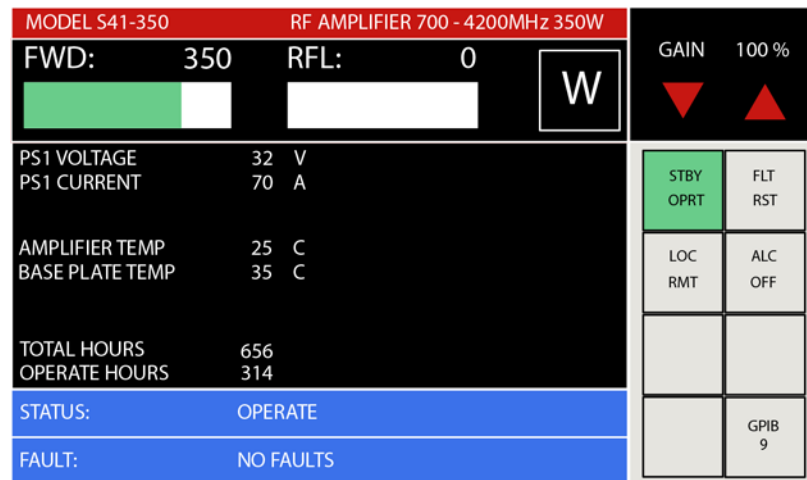 MODEL S41-350 RF AMPLIFIER 700 - 4200MHz 350W
FWD: 350 RFL: 0 W
GAIN 100 %
PS1 VOLTAGE 32 V
PS1 CURRENT 70 A
AMPLIFIER TEMP 25 C
BASE PLATE TEMP 35 C
TOTAL HOURS 656
OPERATE HOURS 314
STATUS: OPERATE
FAULT: NO FAULTS
STBY
OPRT
FLT
RST
LOC
RMT
ALC
OFF
GPIB
9